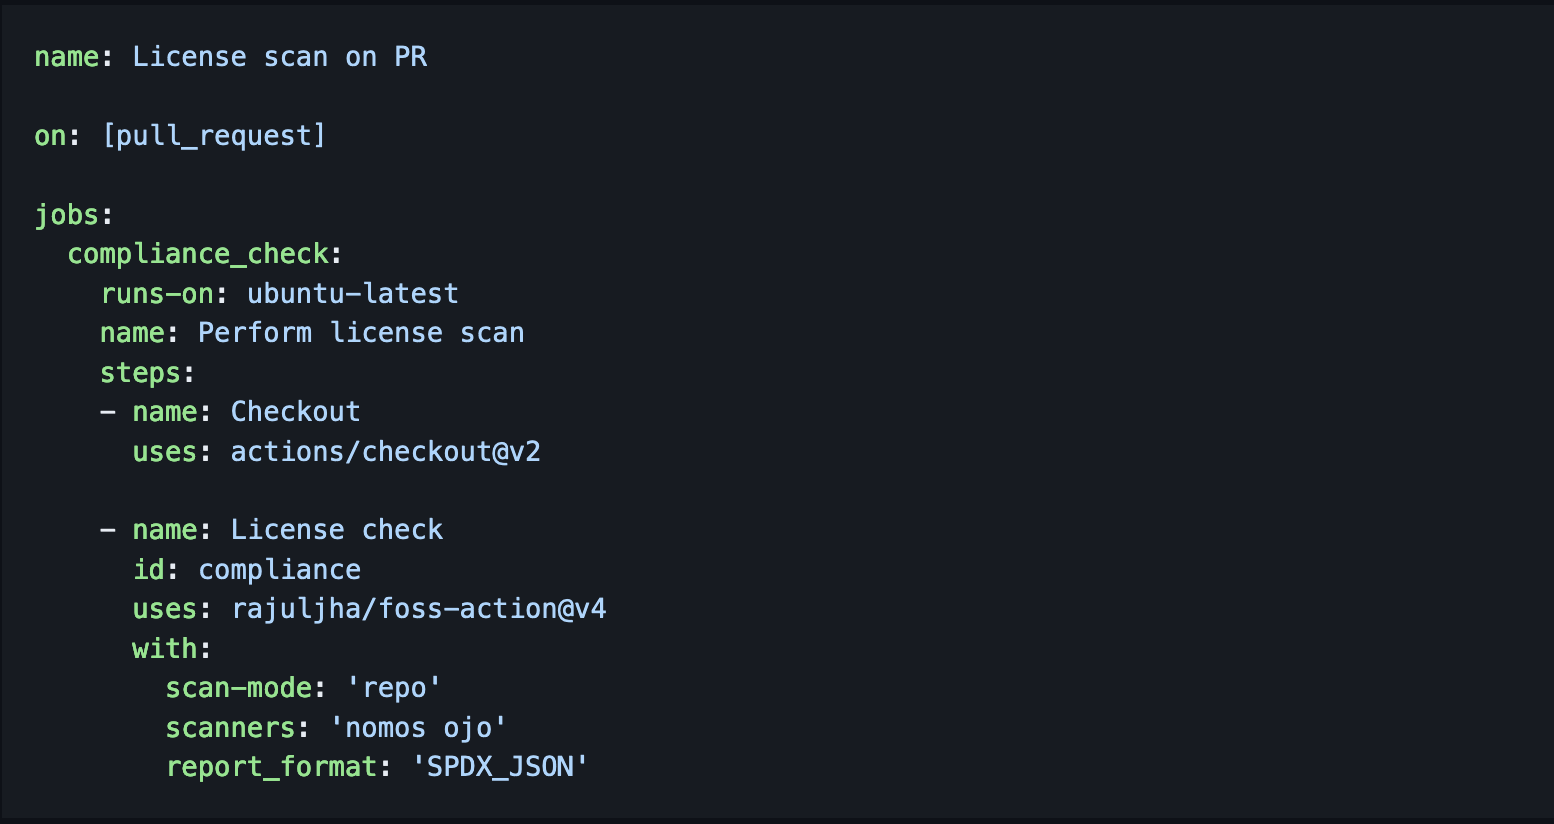 name: License scan on PR
on: [pull_request]
jobs:
  compliance_check:
    runs-on: ubuntu-latest
    name: Perform license scan
    steps:
    - name: Checkout
      uses: actions/checkout@v2
    - name: License check
      id: compliance
      uses: rajuljha/foss-action@v4
      with:
        scan-mode: 'repo'
        scanners: 'nomos ojo'
        report_format: 'SPDX_JSON'